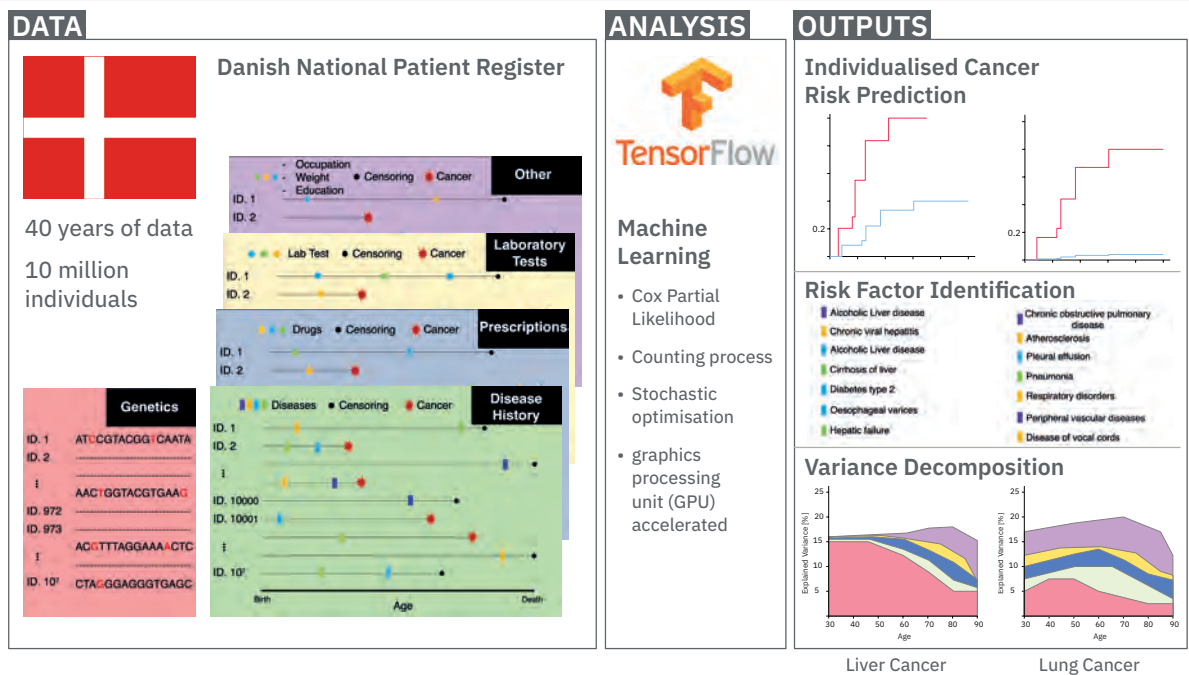 DATA
Danish National Patient Register
40 years of data
10 million
individuals
- Occupation
- Weight
- Education
Censoring
Cancer
Other
ID. 1
ID. 2
Lab Test
Censoring
Cancer
Laboratory
Tests
ID. 1
ID. 2
Drugs
Censoring
Cancer
Prescriptions
ID. 1
ID. 2
Diseases
Censoring
Cancer
Disease
History
ID. 1
ID. 2
⋮
ID. 10000
ID. 10001
⋮
ID. 10⁷
Birth
Age
Death
Genetics
ID. 1 ATCCGTACGGTCAATA
ID. 2
⋮
AACTGGTACGTGAAG
ID. 972
ID. 973
ACGTTTAGGAAAACTC
⋮
ID. 10⁷ CTAGGGAGGGTGAGC
ANALYSIS
TensorFlow
Machine
Learning
• Cox Partial
Likelihood
• Counting process
• Stochastic
optimisation
• graphics
processing
unit (GPU)
accelerated
OUTPUTS
Individualised Cancer
Risk Prediction
0.2
0.2
Risk Factor Identification
Alcoholic Liver disease
Chronic viral hepatitis
Alcoholic Liver disease
Cirrhosis of liver
Diabetes type 2
Oesophageal varices
Hepatic failure
Chronic obstructive pulmonary
disease
Atherosclerosis
Pleural effusion
Pneumonia
Respiratory disorders
Peripheral vascular diseases
Disease of vocal cords
Variance Decomposition
Explained Variance [%]
25
20
15
10
5
30 40 50 60 70 80 90
Age
Liver Cancer
Explained Variance [%]
25
20
15
10
5
30 40 50 60 70 80 90
Age
Lung Cancer